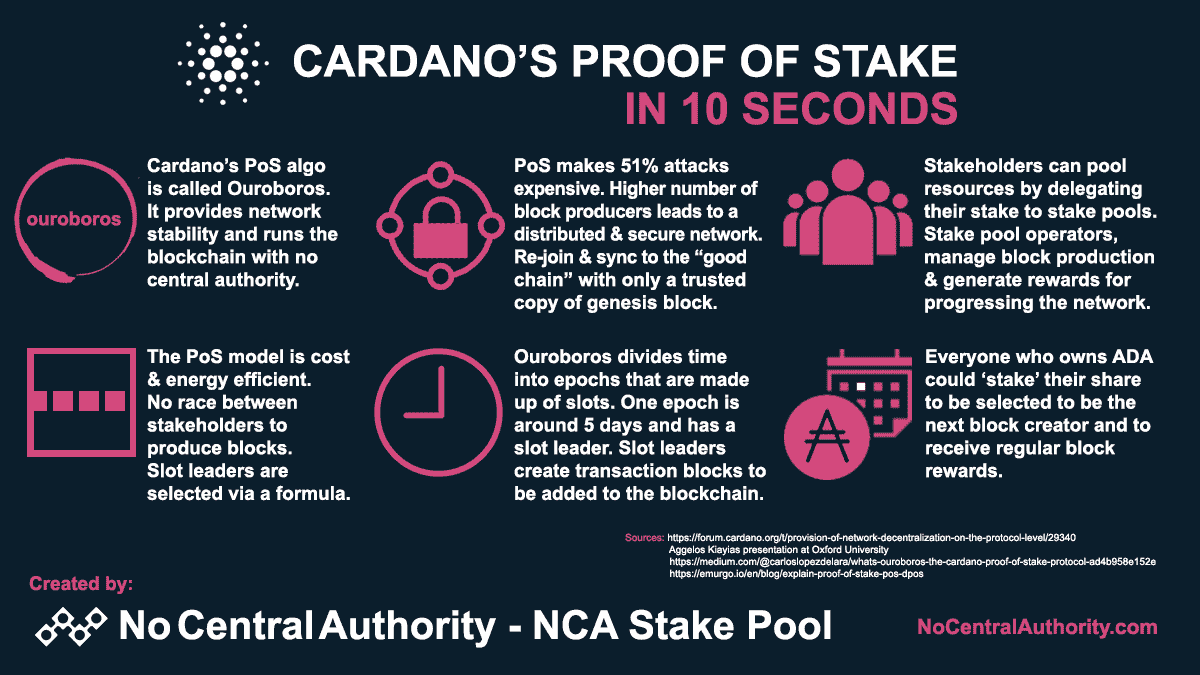 CARDANO’S PROOF OF STAKE
IN 10 SECONDS
ouroboros
Cardano’s PoS algo
is called Ouroboros.
It provides network
stability and runs the
blockchain with no
central authority.
PoS makes 51% attacks
expensive. Higher number of
block producers leads to a
distributed & secure network.
Re-join & sync to the “good
chain” with only a trusted
copy of genesis block.
Stakeholders can pool
resources by delegating
their stake to stake pools.
Stake pool operators,
manage block production
& generate rewards for
progressing the network.
The PoS model is cost
& energy efficient.
No race between
stakeholders to
produce blocks.
Slot leaders are
selected via a formula.
Ouroboros divides time
into epochs that are made
up of slots. One epoch is
around 5 days and has a
slot leader. Slot leaders
create transaction blocks to
be added to the blockchain.
Everyone who owns ADA
could ‘stake’ their share
to be selected to be the
next block creator and to
receive regular block
rewards.
Sources: https://forum.cardano.org/t/provision-of-network-decentralization-on-the-protocol-level/29340
Aggelos Kiayias presentation at Oxford University
https://medium.com/@carloslopezdelara/whats-ouroboros-the-cardano-proof-of-stake-protocol-ad4b958e152e
https://emurgo.io/en/blog/explain-proof-of-stake-pos-dpos
Created by:
No Central Authority - NCA Stake Pool
NoCentralAuthority.com